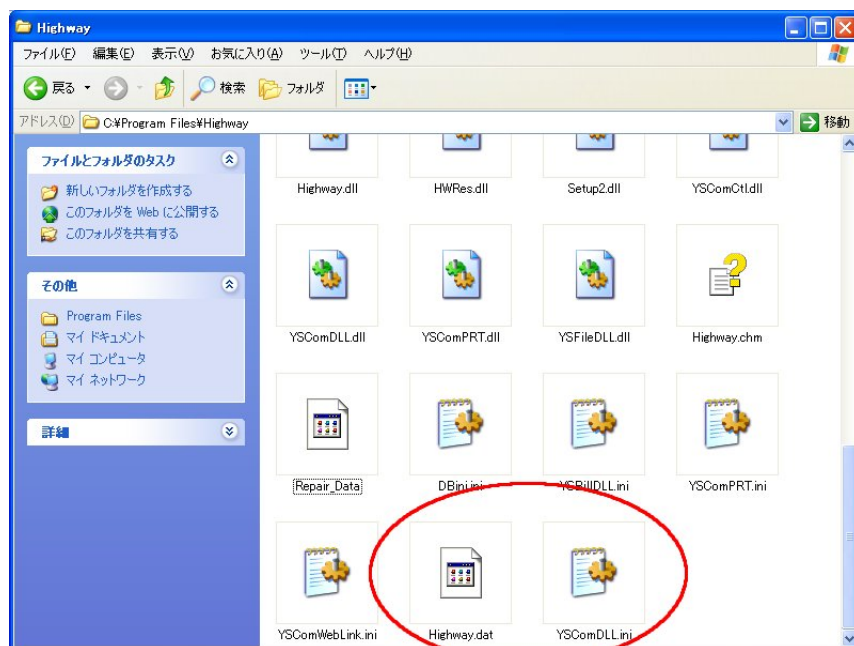 Highway
ファイル(F) 編集(E) 表示(V) お気に入り(A) ツール(T) ヘルプ(H)
戻る 検索 フォルダ
アドレス(D) C:¥Program Files¥Highway 移動
ファイルとフォルダのタスク
新しいフォルダを作成する
このフォルダを Web に公開する
このフォルダを共有する
その他
Program Files
マイ ドキュメント
マイ コンピュータ
マイ ネットワーク
詳細
Highway.dll HWRes.dll Setup2.dll YSComCtl.dll
YSComDLL.dll YSComPRT.dll YSFileDLL.dll Highway.chm
Repair_Data DBini.ini YSBillDLL.ini YSComPRT.ini
YSComWebLink.ini Highway.dat YSComDLL.ini